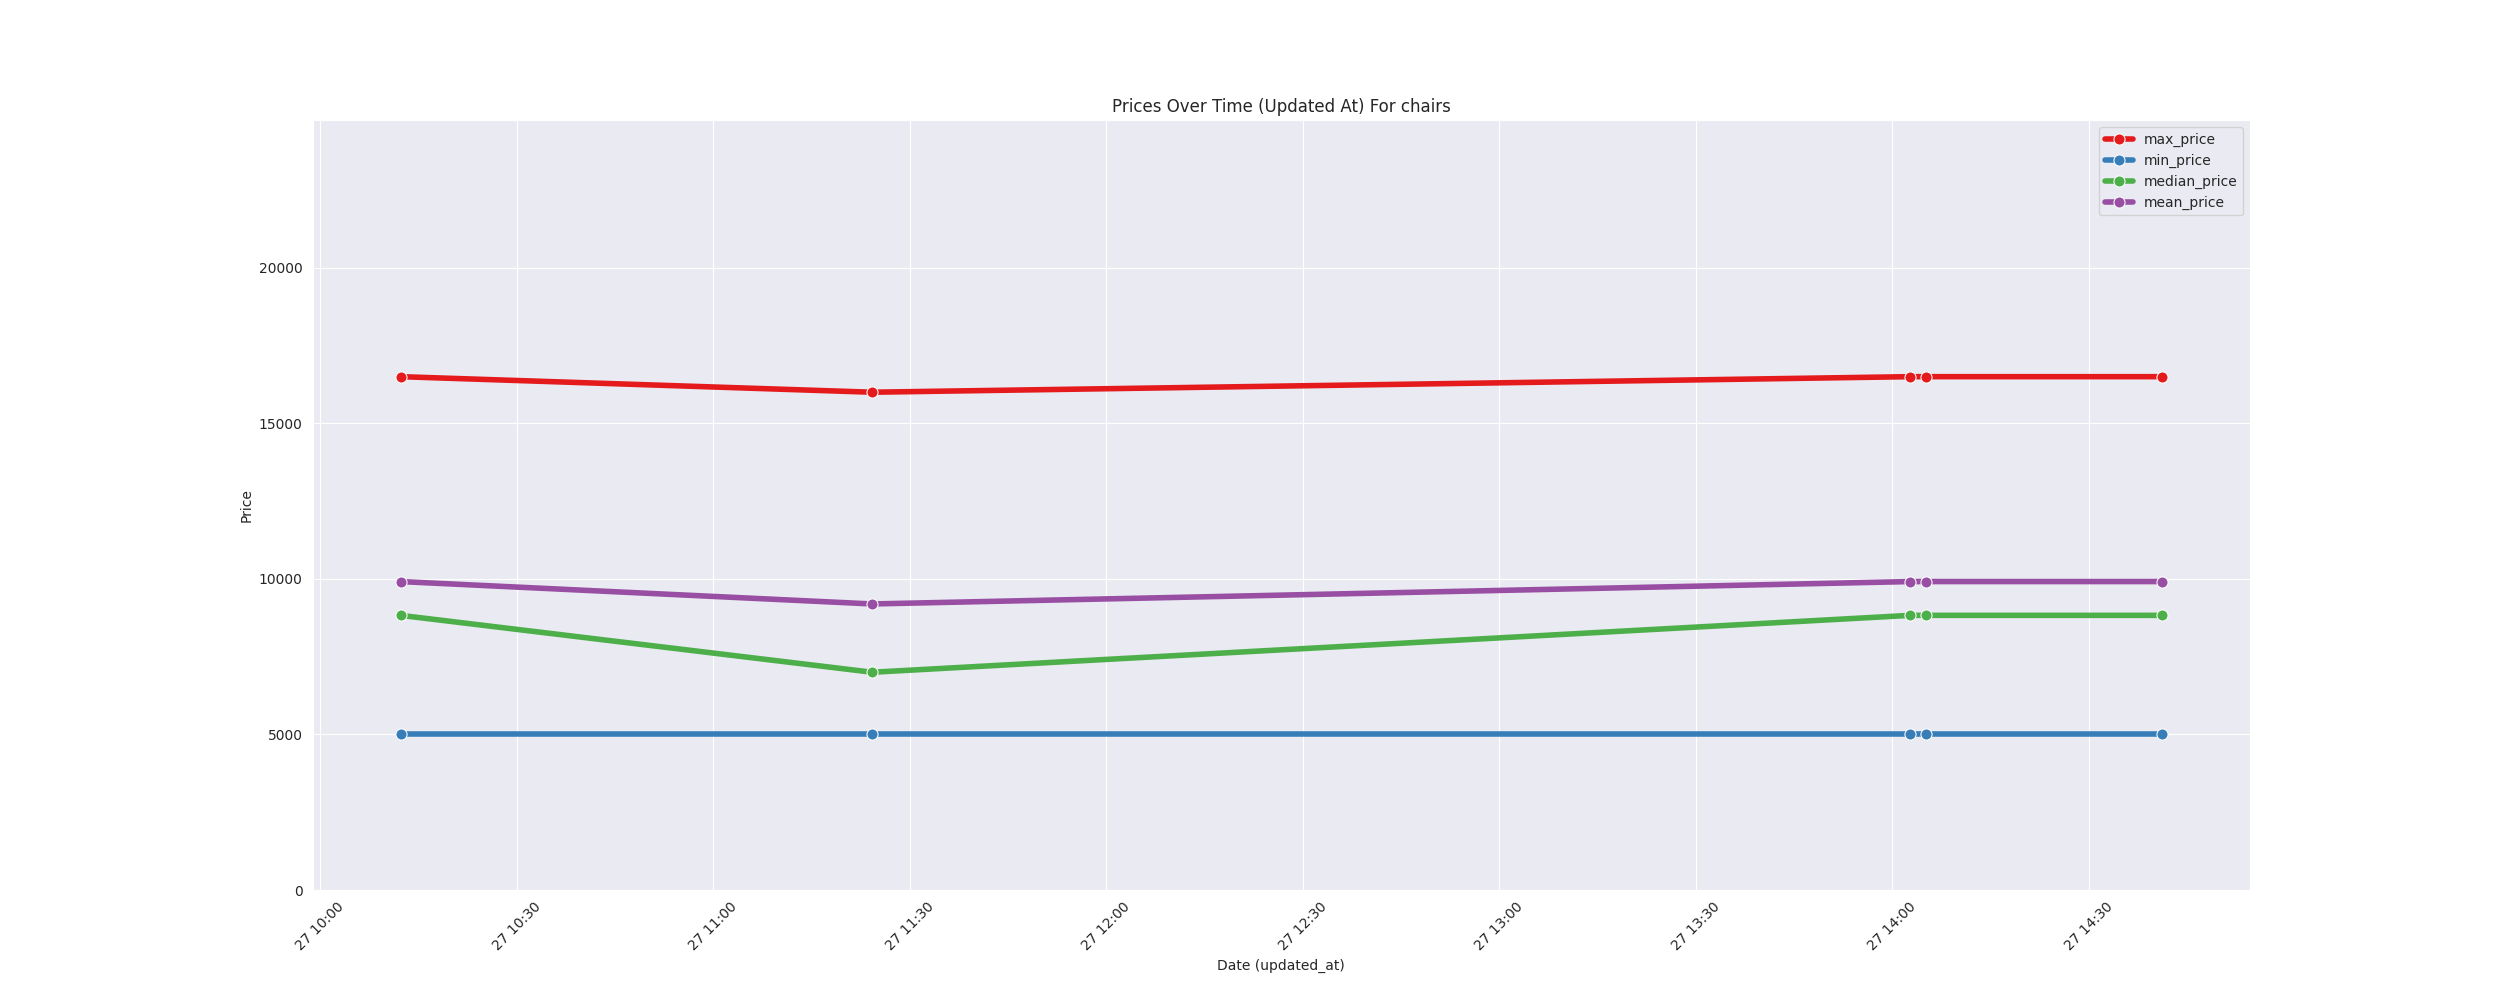 Prices Over Time (Updated At) For chairs
max_price
min_price
median_price
mean_price
20000
15000
10000
5000
0
Price
27 10:00
27 10:30
27 11:00
27 11:30
27 12:00
27 12:30
27 13:00
27 13:30
27 14:00
27 14:30
Date (updated_at)